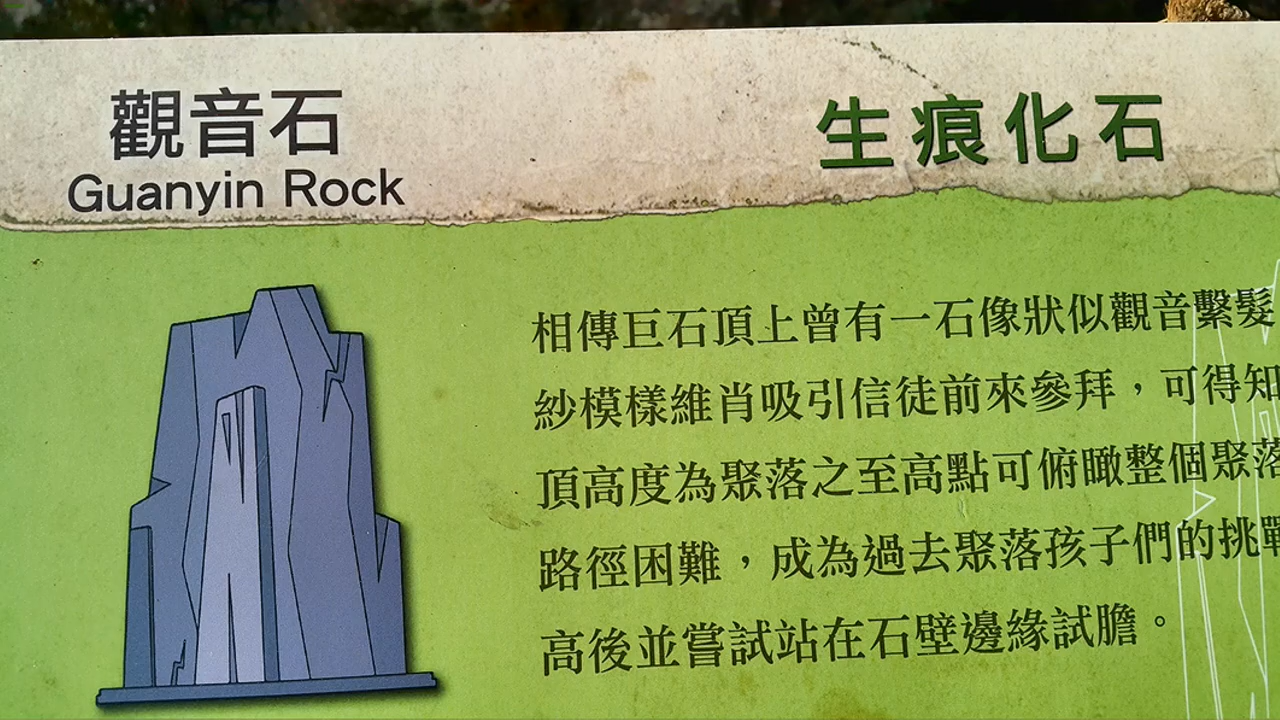 觀音石
Guanyin Rock
生痕化石
相傳巨石頂上曾有一石像狀似觀音繫髮
紗模樣維肖吸引信徒前來參拜，可得知
頂高度為聚落之至高點可俯瞰整個聚落
路徑困難，成為過去聚落孩子們的挑戰
高後並嘗試站在石壁邊緣試膽。